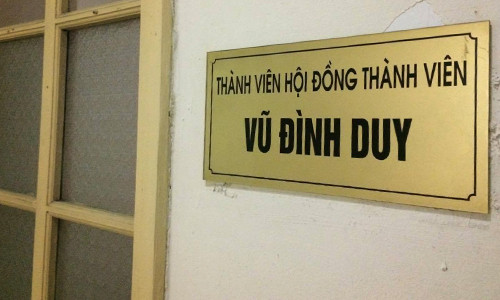 THÀNH VIÊN HỘI ĐỒNG THÀNH VIÊN
VŨ ĐÌNH DUY